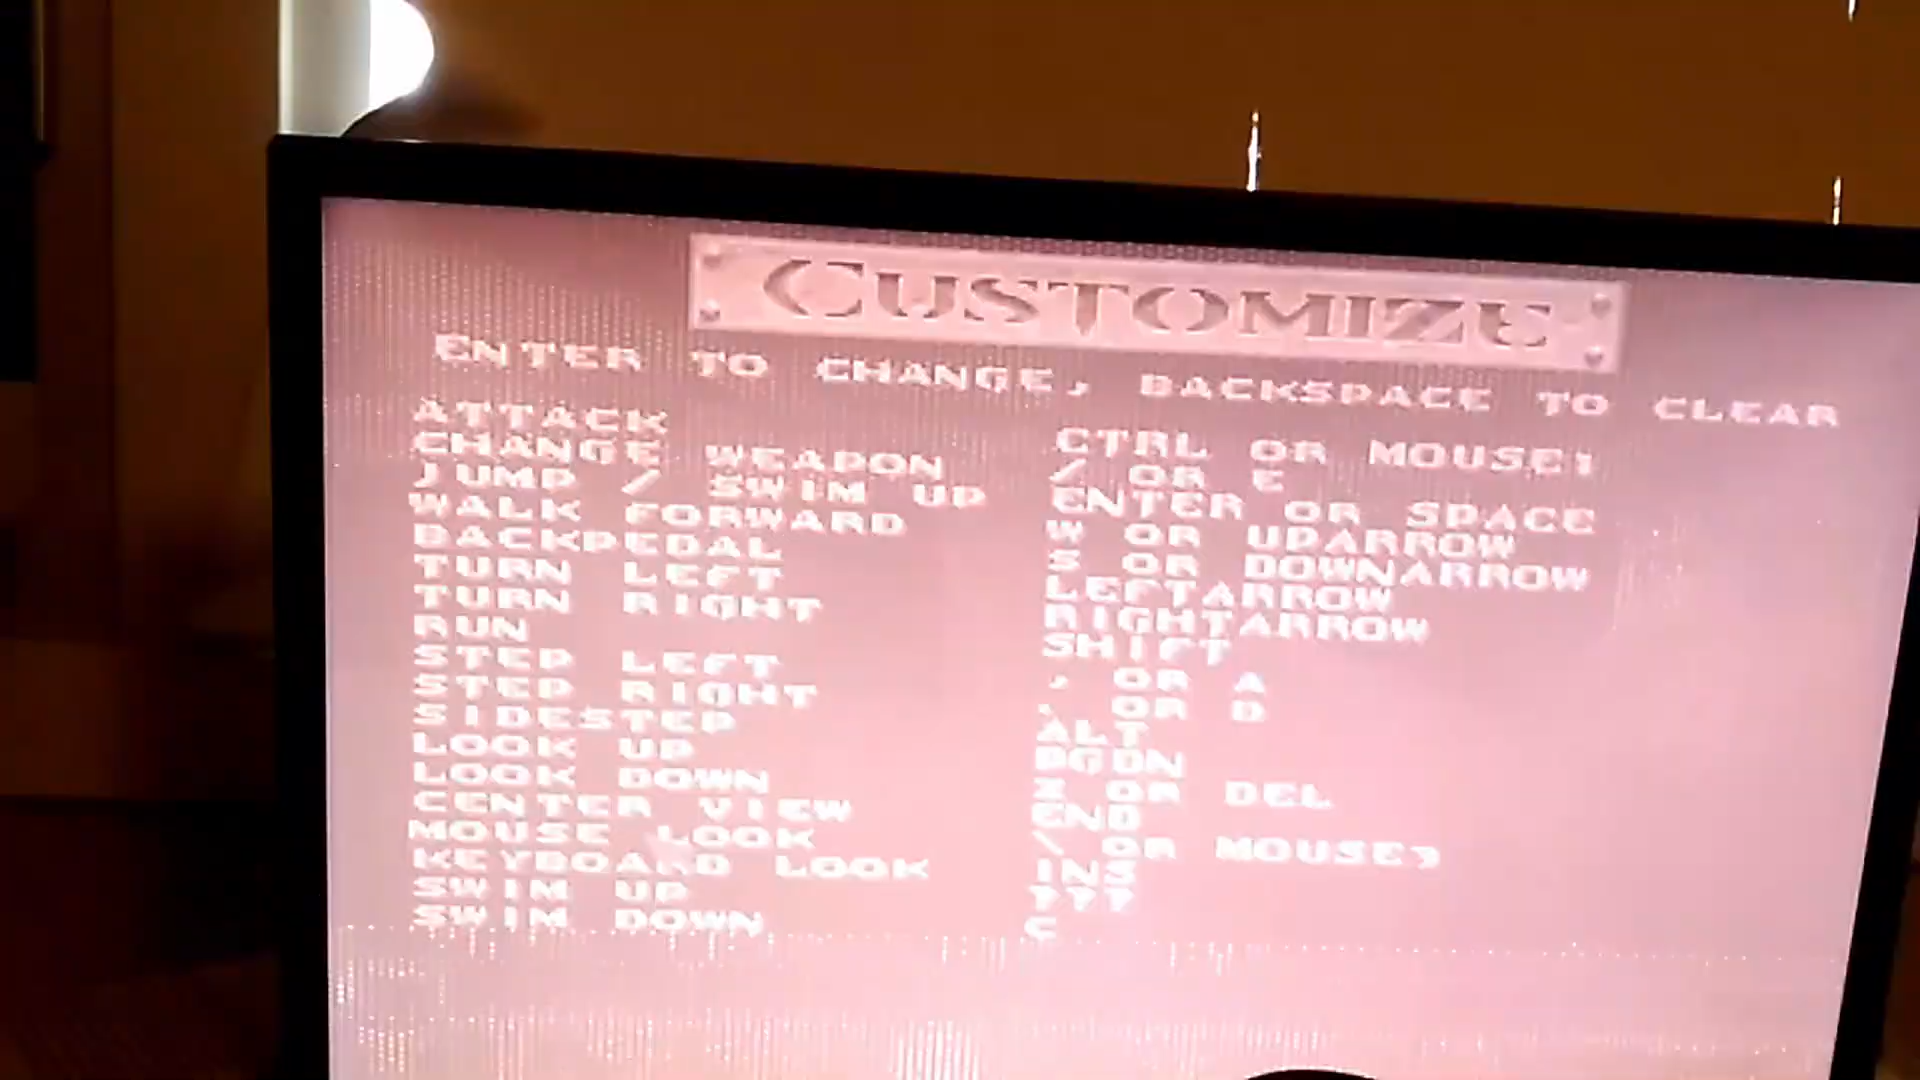 CUSTOMIZE
ENTER TO CHANGE, BACKSPACE TO CLEAR
ATTACK CTRL OR MOUSE1
CHANGE WEAPON / OR E
JUMP / SWIM UP ENTER OR SPACE
WALK FORWARD W OR UPARROW
BACKPEDAL S OR DOWNARROW
TURN LEFT LEFTARROW
TURN RIGHT RIGHTARROW
RUN SHIFT
STEP LEFT , OR A
STEP RIGHT . OR D
SIDESTEP ALT
LOOK UP PGDN
LOOK DOWN Z OR DEL
CENTER VIEW END
MOUSE LOOK \ OR MOUSE3
KEYBOARD LOOK INS
SWIM UP ???
SWIM DOWN C